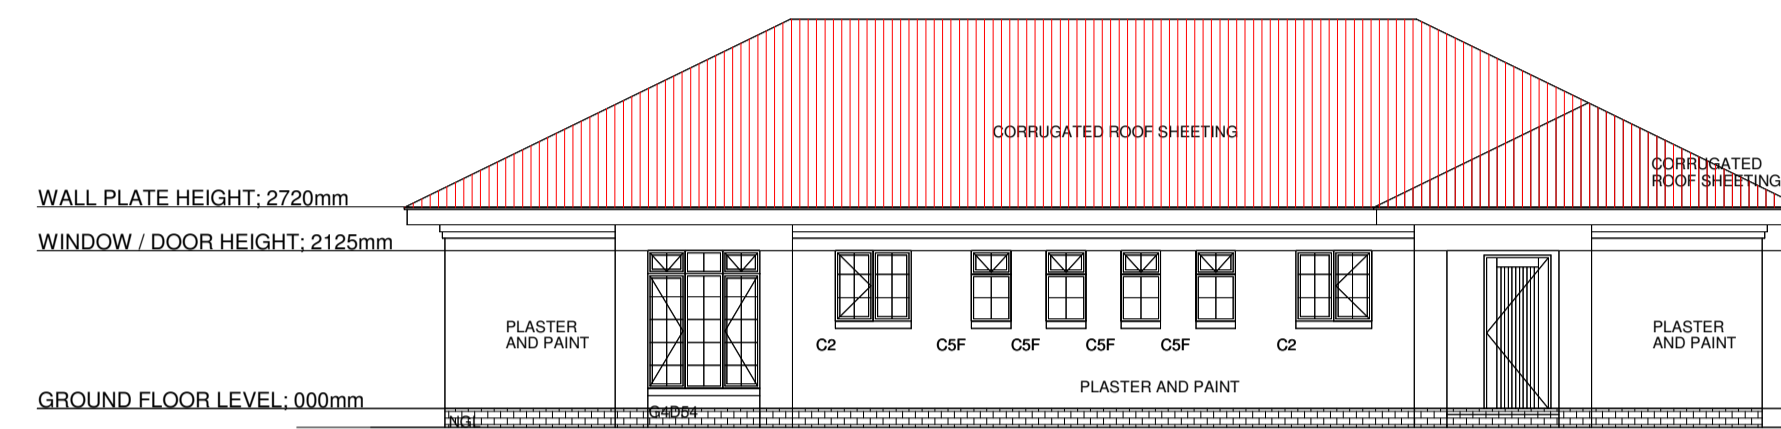 CORRUGATED ROOF SHEETING
CORRUGATED
ROOF SHEETING
WALL PLATE HEIGHT; 2720mm
WINDOW / DOOR HEIGHT; 2125mm
PLASTER
AND PAINT
C2
C5F
C5F
C5F
C5F
C2
PLASTER
AND PAINT
PLASTER AND PAINT
GROUND FLOOR LEVEL; 000mm
G4D54
NGL